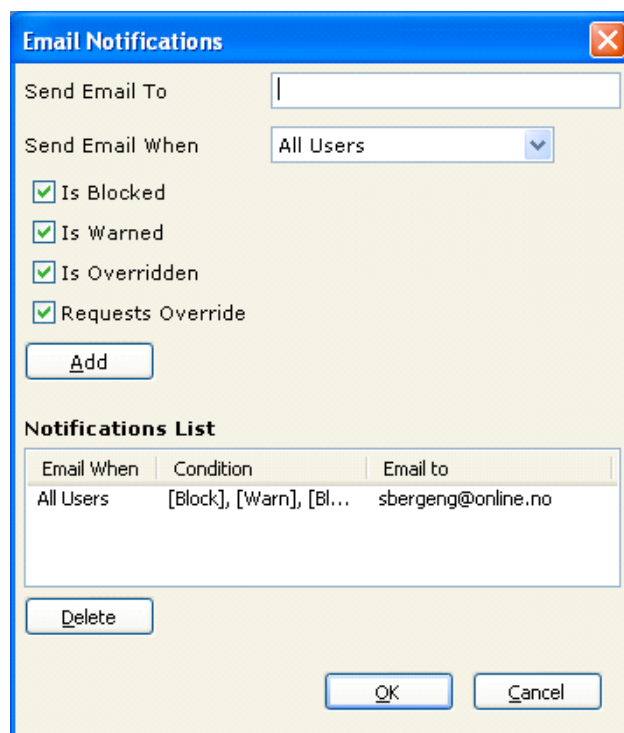 Email Notifications
Send Email To
Send Email When All Users
Is Blocked
Is Warned
Is Overridden
Requests Override
Add
Notifications List
Email When Condition Email to
All Users [Block], [Warn], [Bl... sbergeng@online.no
Delete
OK Cancel